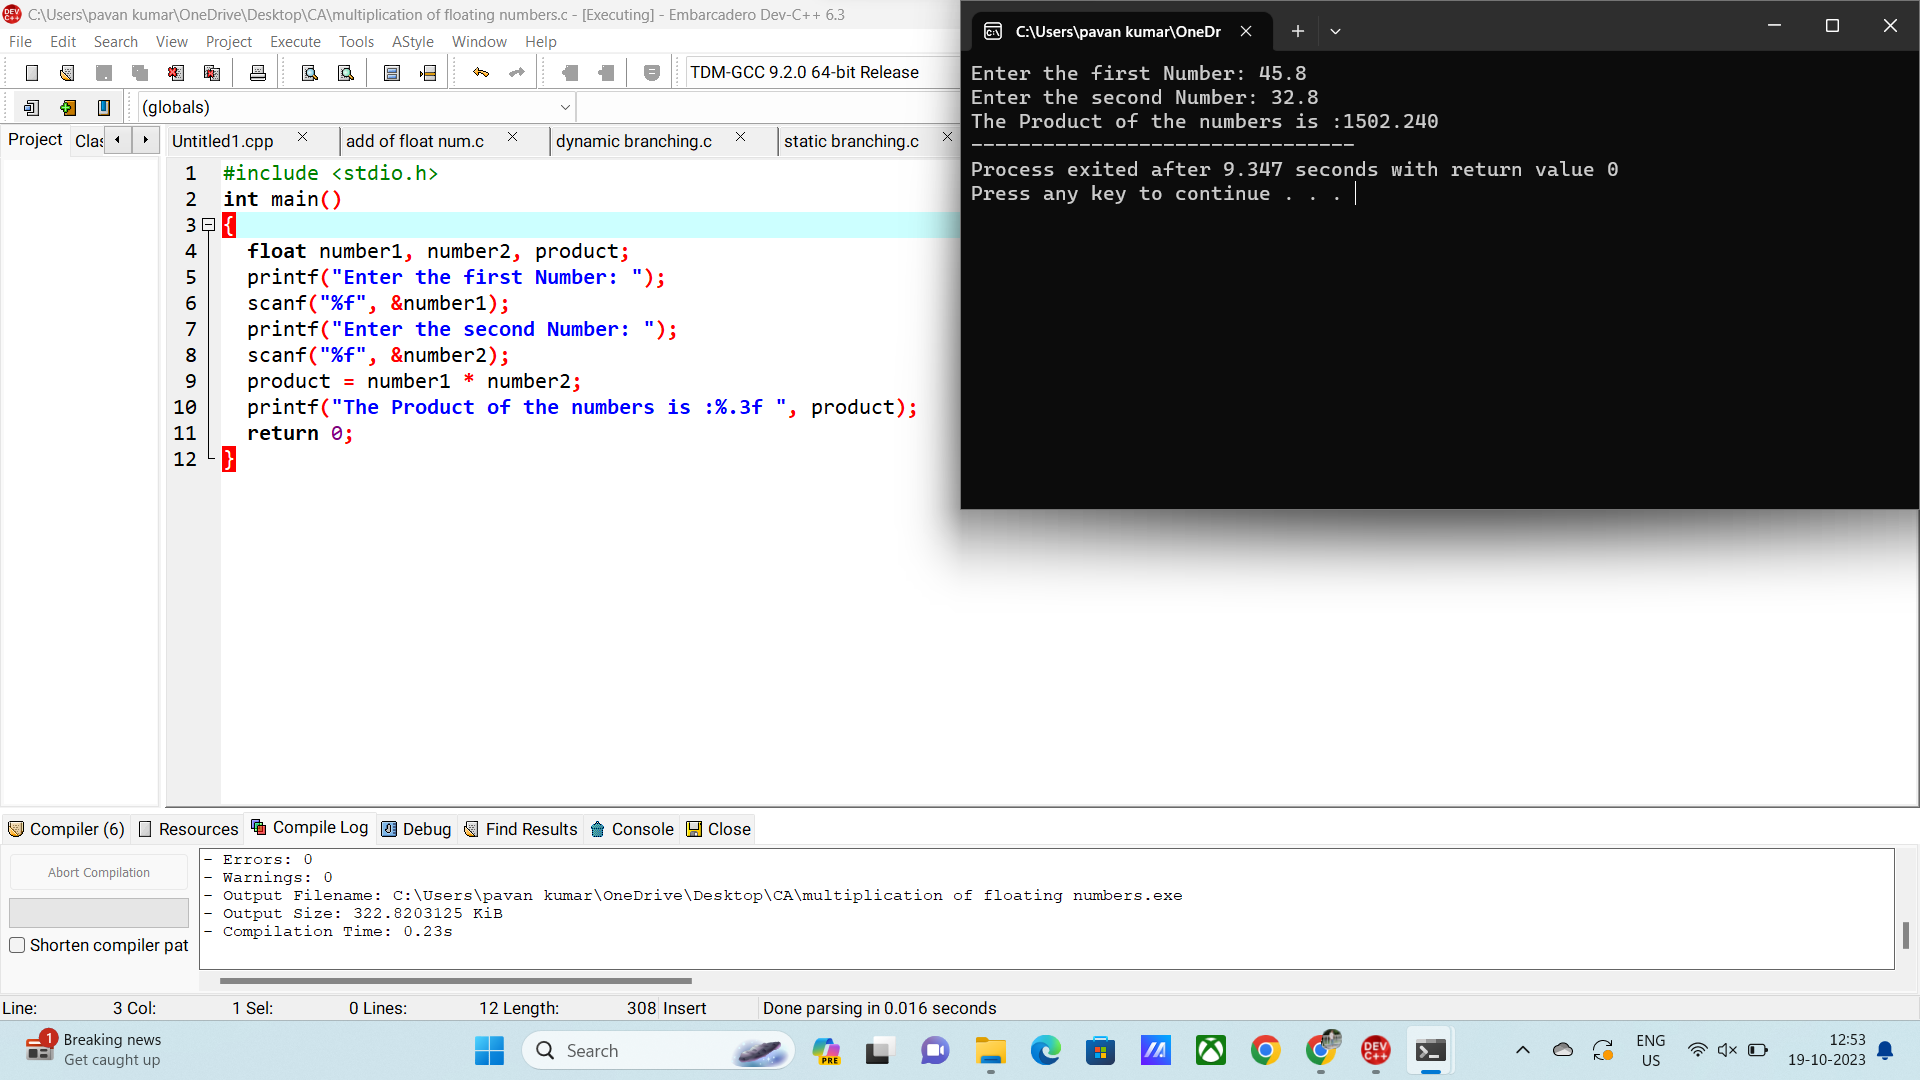 C:\Users\pavan kumar\OneDrive\Desktop\CA\multiplication of floating numbers.c - [Executing] - Embarcadero Dev-C++ 6.3
File Edit Search View Project Execute Tools AStyle Window Help
TDM-GCC 9.2.0 64-bit Release
(globals)
Project Clas
Untitled1.cpp add of float num.c dynamic branching.c static branching.c
1 #include <stdio.h>
2 int main()
3 {
4 float number1, number2, product;
5 printf("Enter the first Number: ");
6 scanf("%f", &number1);
7 printf("Enter the second Number: ");
8 scanf("%f", &number2);
9 product = number1 * number2;
10 printf("The Product of the numbers is :%.3f ", product);
11 return 0;
12 }
C:\Users\pavan kumar\OneDr
Enter the first Number: 45.8
Enter the second Number: 32.8
The Product of the numbers is :1502.240
--------------------------------
Process exited after 9.347 seconds with return value 0
Press any key to continue . . .
Compiler (6) Resources Compile Log Debug Find Results Console Close
Abort Compilation
Shorten compiler pat
- Errors: 0
- Warnings: 0
- Output Filename: C:\Users\pavan kumar\OneDrive\Desktop\CA\multiplication of floating numbers.exe
- Output Size: 322.8203125 KiB
- Compilation Time: 0.23s
Line: 3 Col: 1 Sel: 0 Lines: 12 Length: 308 Insert Done parsing in 0.016 seconds
1
Breaking news
Get caught up
Search
PRE
DEV C++
ENG
US
12:53
19-10-2023